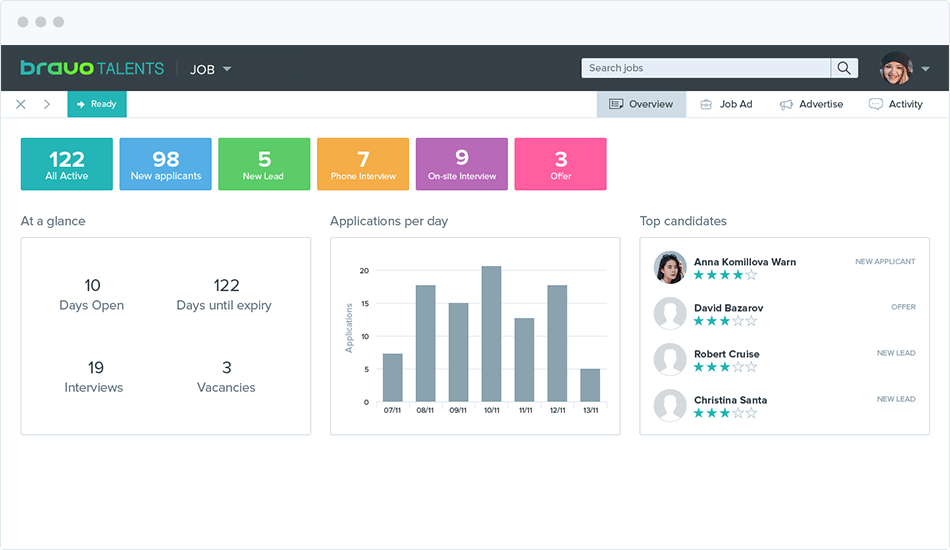 bravo TALENTS JOB Search jobs
Ready Overview Job Ad Advertise Activity
122 98 5 7 9 3
All Active New applicants New Lead Phone Interview On-site Interview Offer
At a glance
10 122
Days Open Days until expiry
19 3
Interviews Vacancies
Applications per day
Applications
20
15
10
5
0
07/11 08/11 09/11 10/11 11/11 12/11 13/11
Top candidates
Anna Komillova Warn NEW APPLICANT
David Bazarov OFFER
Robert Cruise NEW LEAD
Christina Santa NEW LEAD